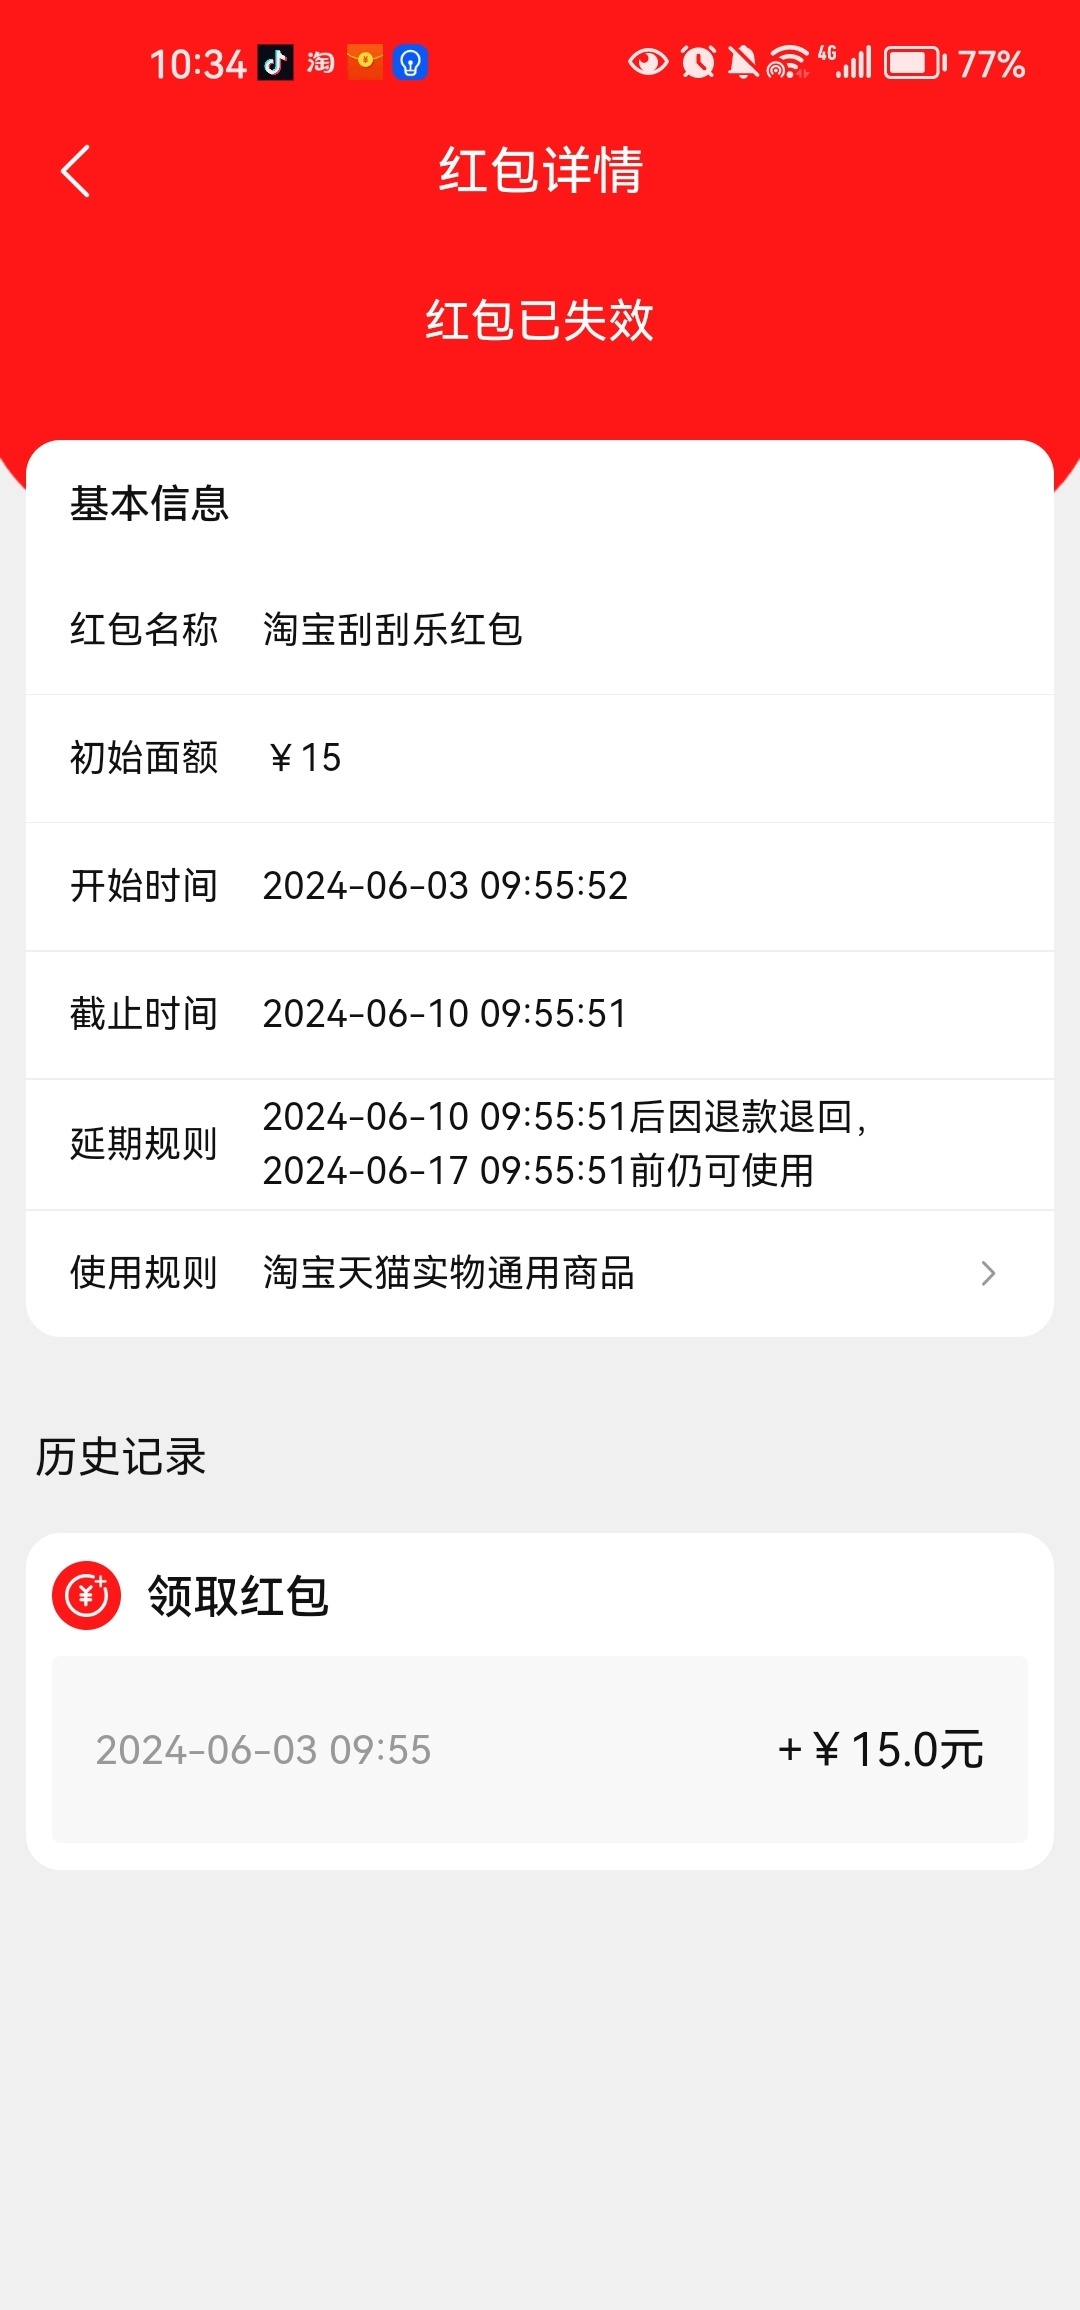 10:34 淘 4G 77%
红包详情
红包已失效
基本信息
红包名称 淘宝刮刮乐红包
初始面额 ￥15
开始时间 2024-06-03 09:55:52
截止时间 2024-06-10 09:55:51
延期规则 2024-06-10 09:55:51后因退款退回，
2024-06-17 09:55:51前仍可使用
使用规则 淘宝天猫实物通用商品
历史记录
领取红包
2024-06-03 09:55 +￥15.0元